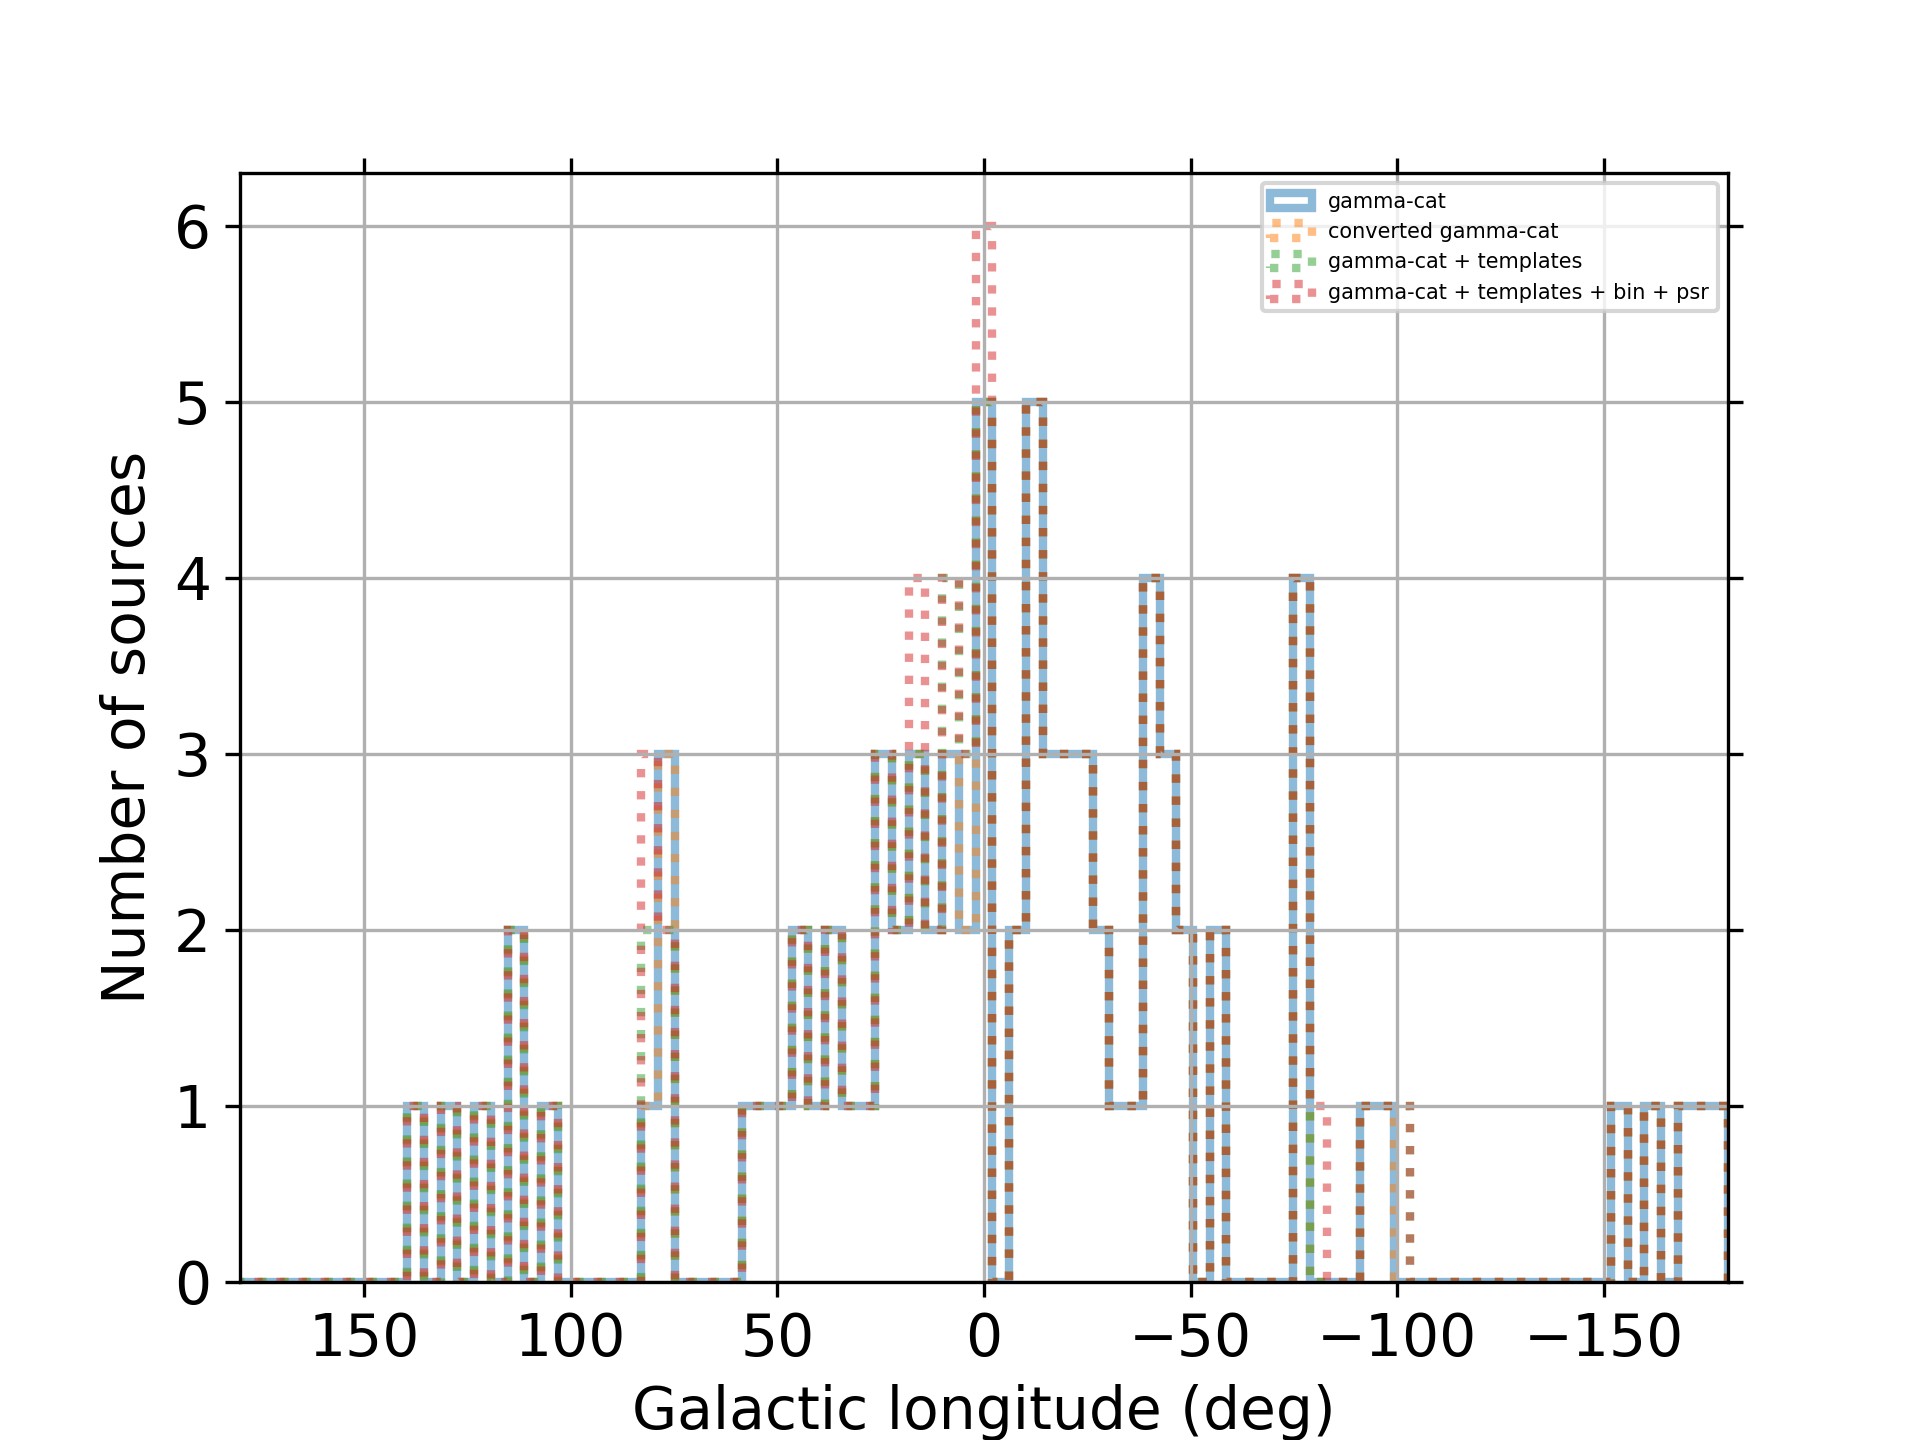 gamma-cat
converted gamma-cat
gamma-cat + templates
gamma-cat + templates + bin + psr
6
5
4
3
2
1
0
Number of sources
150 100 50 0 −50 −100 −150
Galactic longitude (deg)